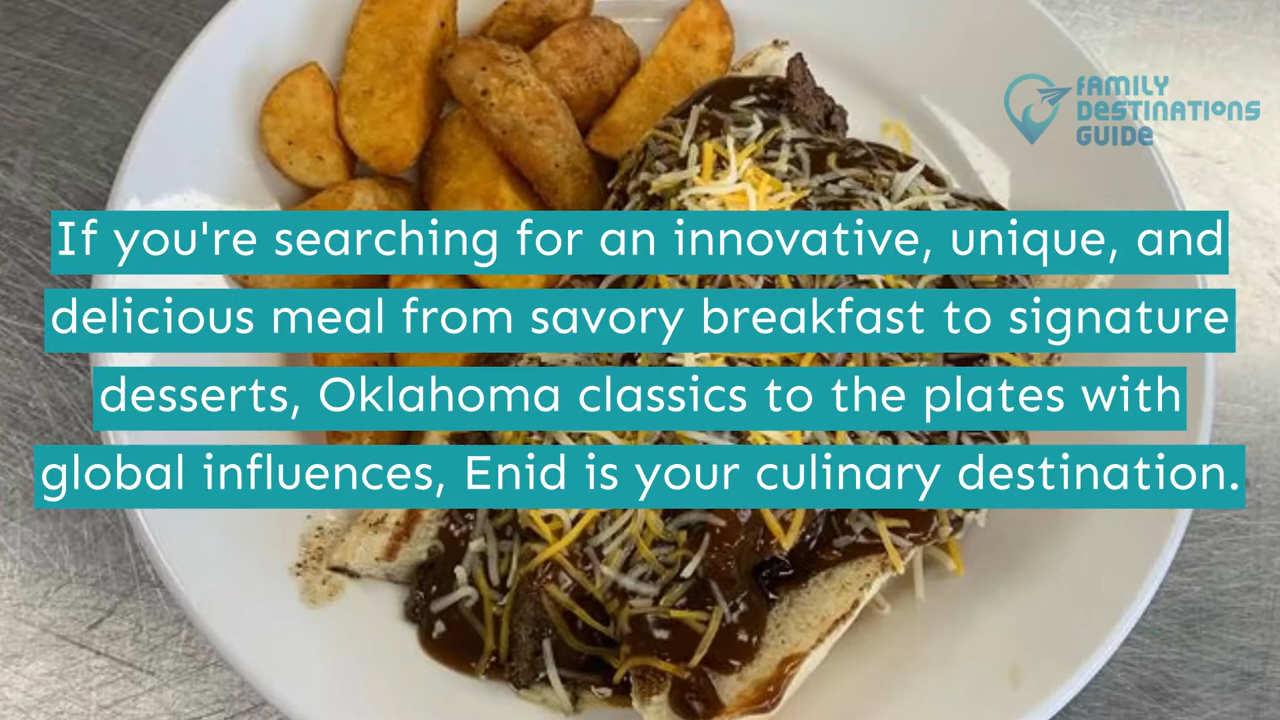 FAMILY
DESTINATIONS
GUIDE
If you're searching for an innovative, unique, and
delicious meal from savory breakfast to signature
desserts, Oklahoma classics to the plates with
global influences, Enid is your culinary destination.